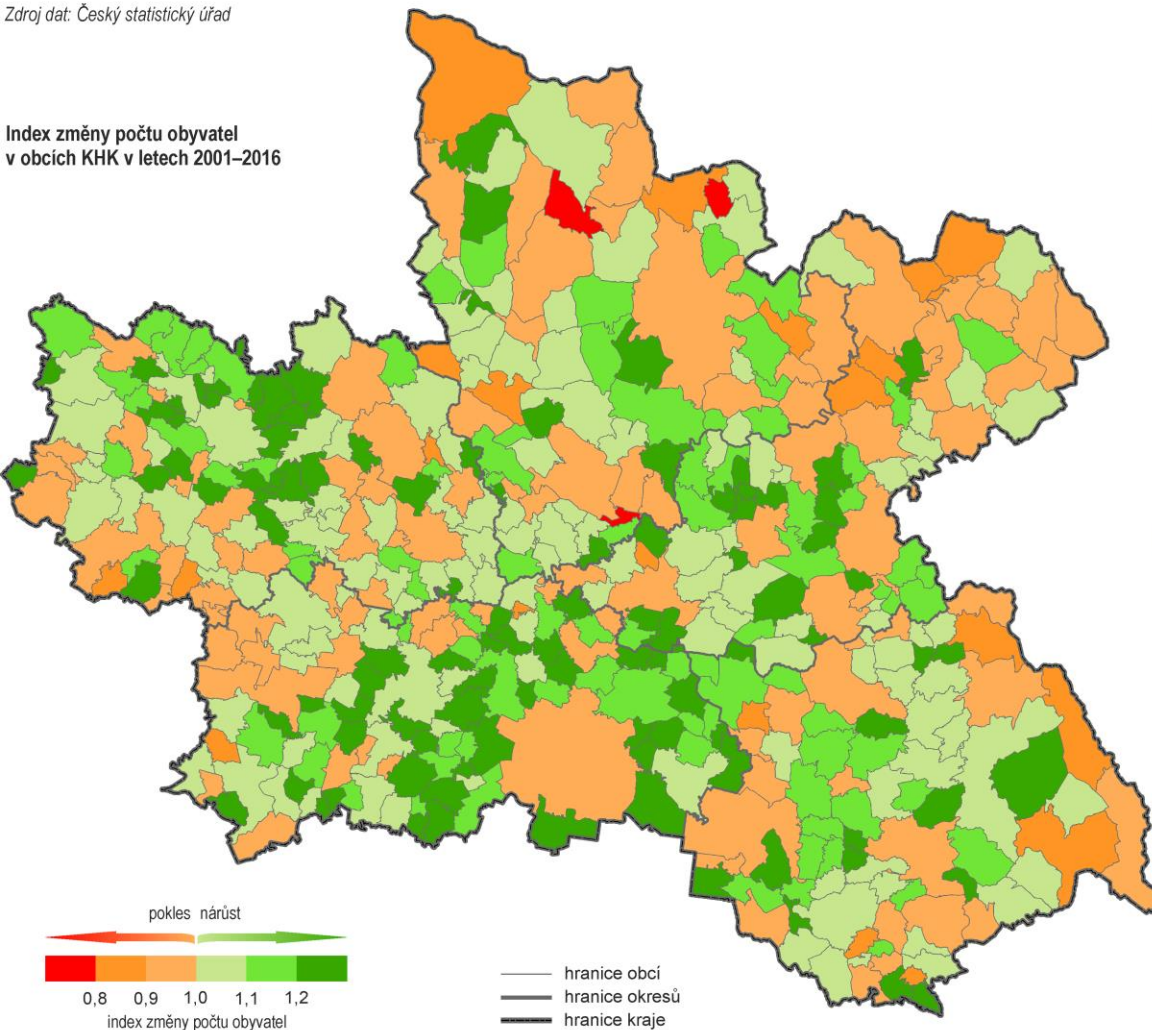 Zdroj dat: Český statistický úřad
Index změny počtu obyvatel
v obcích KHK v letech 2001–2016
pokles nárůst
0,8 0,9 1,0 1,1 1,2
index změny počtu obyvatel
hranice obcí
hranice okresů
hranice kraje